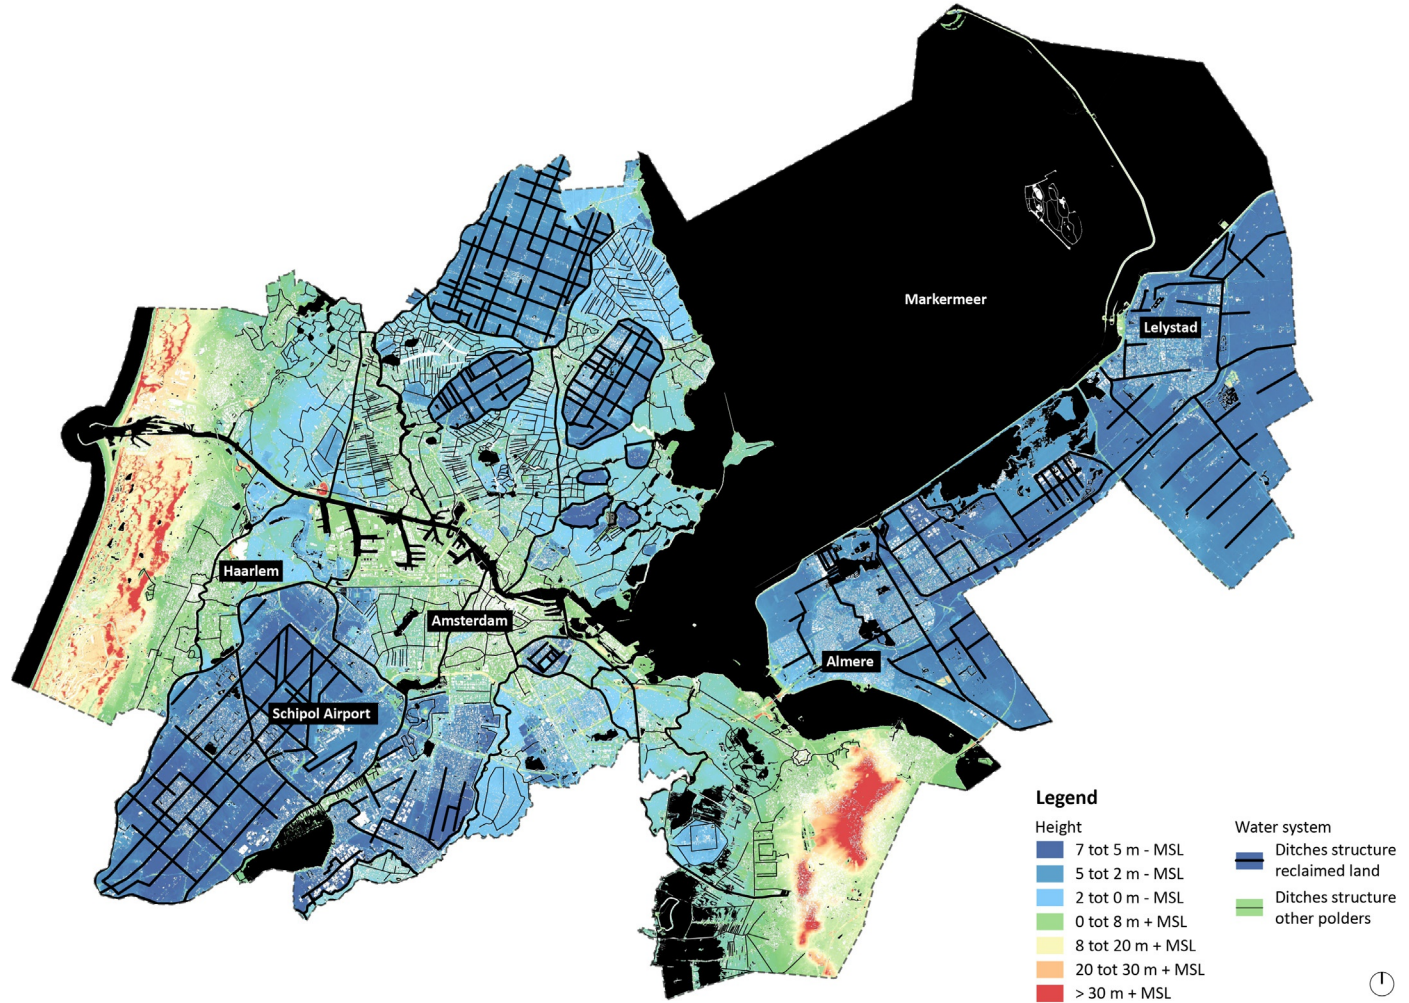 Markermeer
Lelystad
Haarlem
Amsterdam
Almere
Schipol Airport
Legend
Height
7 tot 5 m - MSL
5 tot 2 m - MSL
2 tot 0 m - MSL
0 tot 8 m + MSL
8 tot 20 m + MSL
20 tot 30 m + MSL
> 30 m + MSL
Water system
Ditches structure
reclaimed land
Ditches structure
other polders